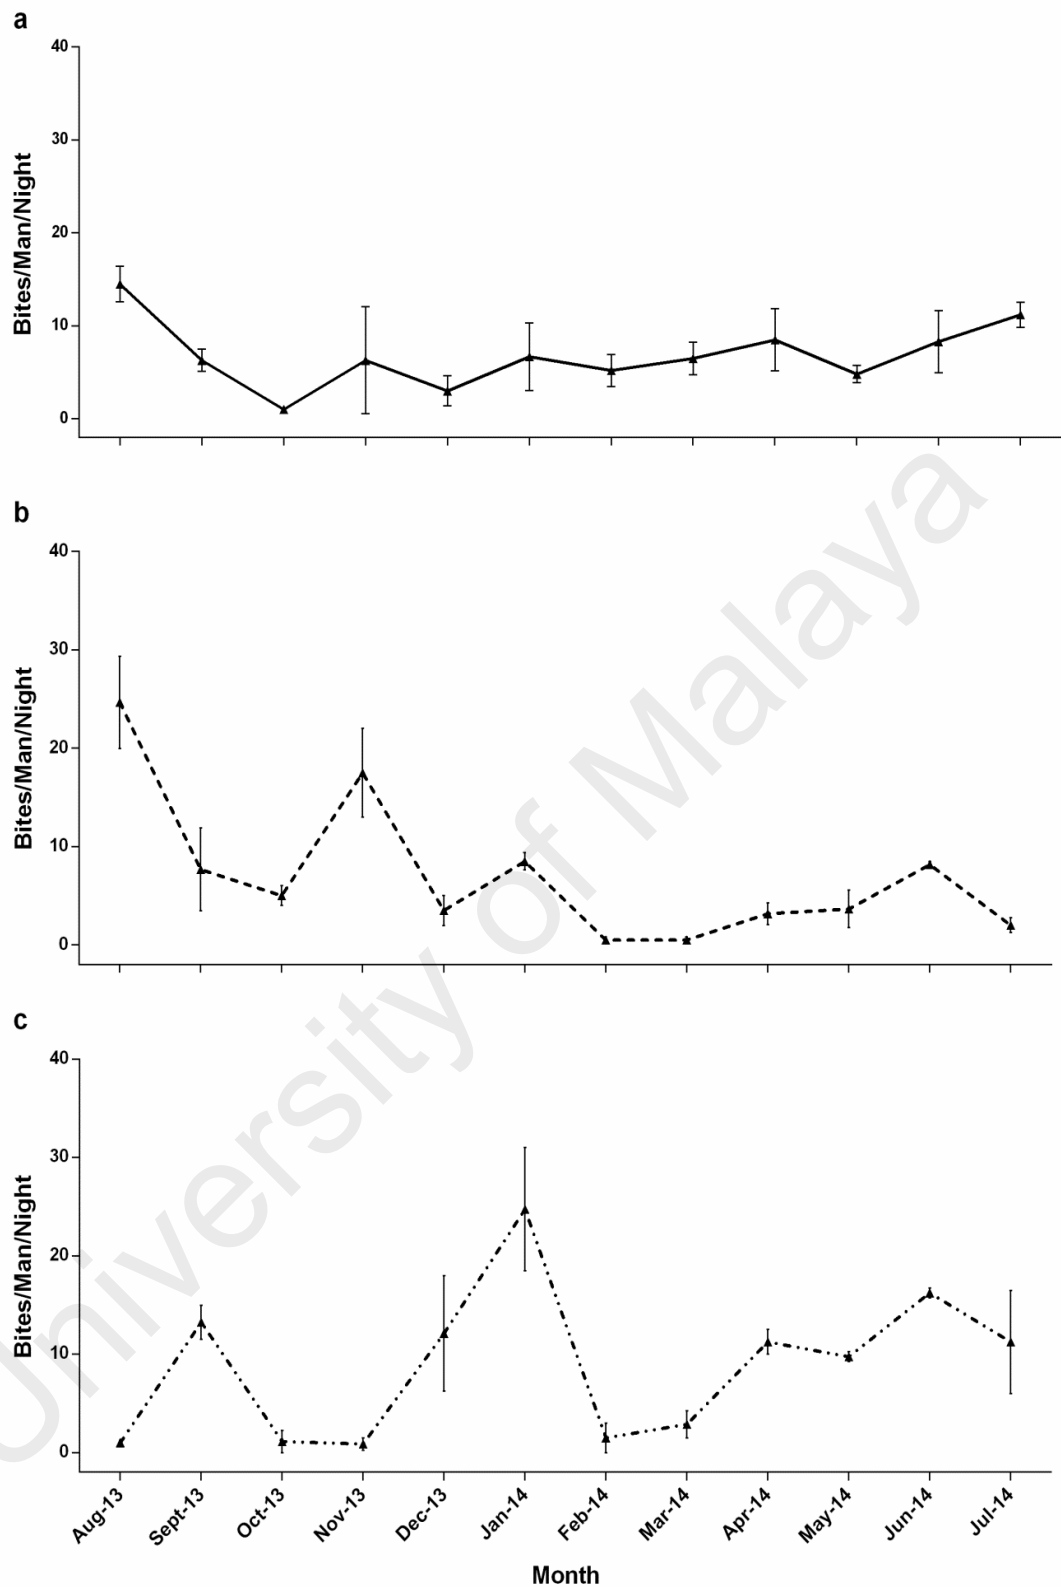 a
40
30
20
10
0
Bites/Man/Night
b
40
30
20
10
0
Bites/Man/Night
c
40
30
20
10
0
Bites/Man/Night
Aug-13
Sept-13
Oct-13
Nov-13
Dec-13
Jan-14
Feb-14
Mar-14
Apr-14
May-14
Jun-14
Jul-14
Month
University of Malaya